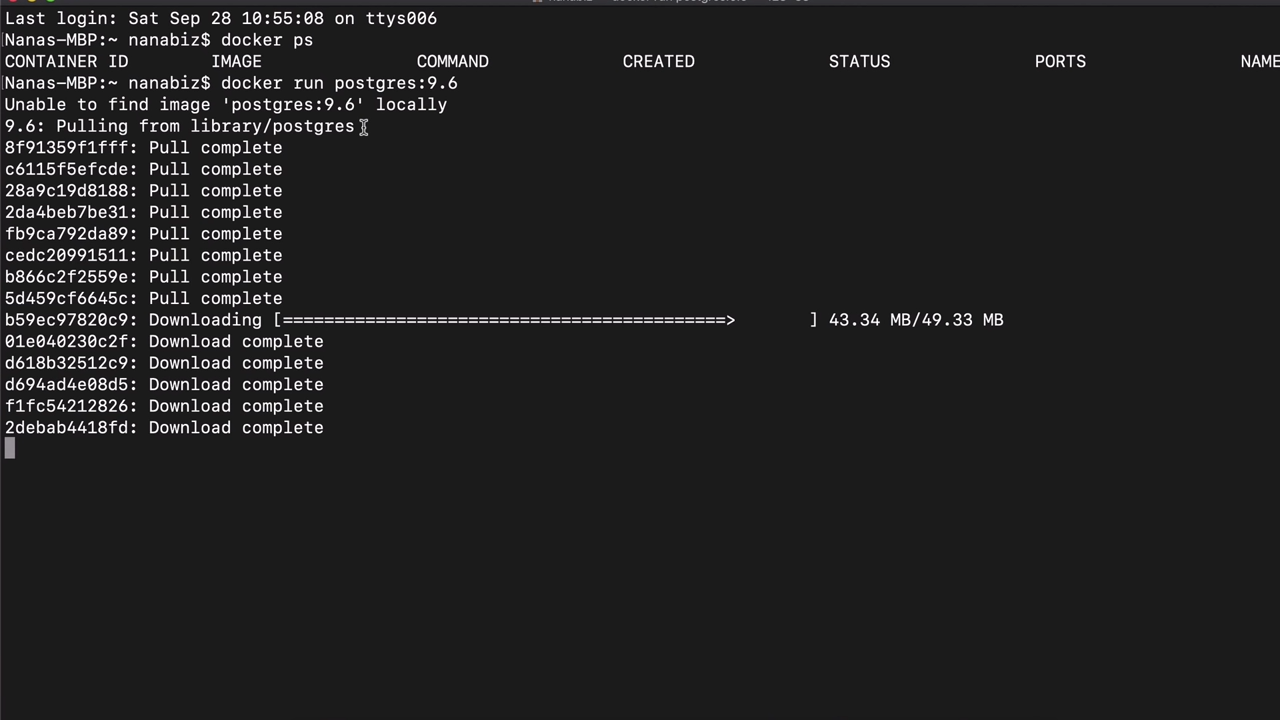 Last login: Sat Sep 28 10:55:08 on ttys006
[Nanas-MBP:~ nanabiz$ docker ps
CONTAINER ID IMAGE COMMAND CREATED STATUS PORTS NAME
[Nanas-MBP:~ nanabiz$ docker run postgres:9.6
Unable to find image 'postgres:9.6' locally
9.6: Pulling from library/postgres
8f91359f1fff: Pull complete
c6115f5efcde: Pull complete
28a9c19d8188: Pull complete
2da4beb7be31: Pull complete
fb9ca792da89: Pull complete
cedc20991511: Pull complete
b866c2f2559e: Pull complete
5d459cf6645c: Pull complete
b59ec97820c9: Downloading [===========================================> ] 43.34 MB/49.33 MB
01e040230c2f: Download complete
d618b32512c9: Download complete
d694ad4e08d5: Download complete
f1fc54212826: Download complete
2debab4418fd: Download complete